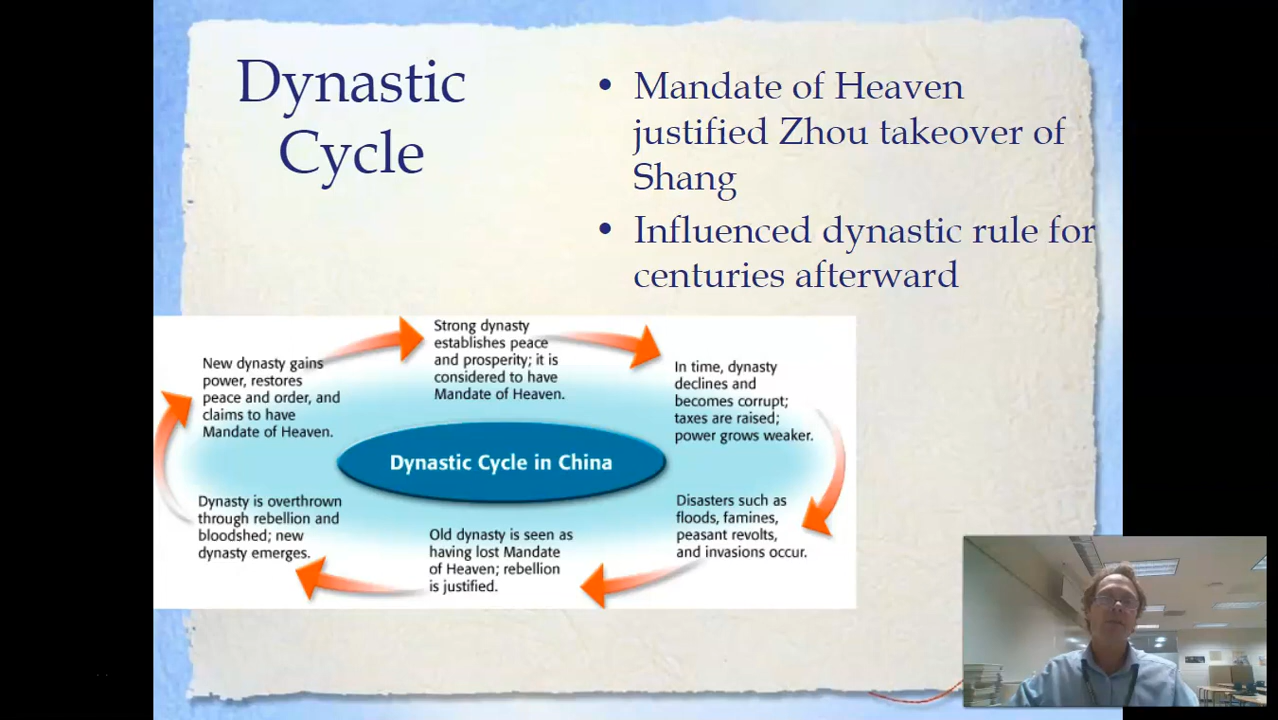 Dynastic
Cycle
• Mandate of Heaven
justified Zhou takeover of
Shang
• Influenced dynastic rule for
centuries afterward
Strong dynasty
establishes peace
and prosperity; it is
considered to have
Mandate of Heaven.
In time, dynasty
declines and
becomes corrupt;
taxes are raised;
power grows weaker.
Disasters such as
floods, famines,
peasant revolts,
and invasions occur.
Old dynasty is seen as
having lost Mandate
of Heaven; rebellion
is justified.
Dynasty is overthrown
through rebellion and
bloodshed; new
dynasty emerges.
New dynasty gains
power, restores
peace and order, and
claims to have
Mandate of Heaven.
Dynastic Cycle in China